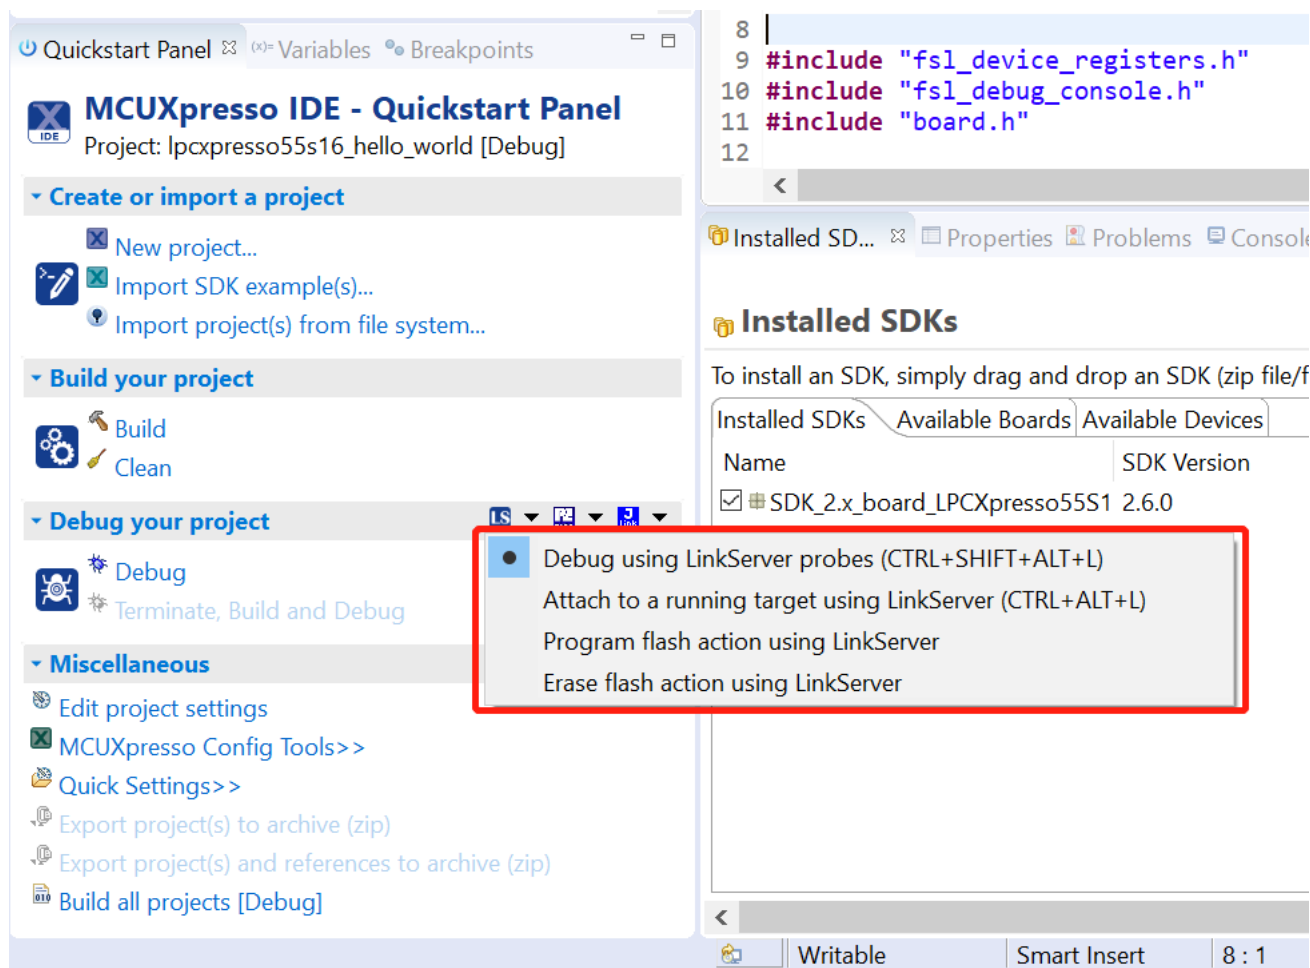 Quickstart Panel
(x)= Variables
Breakpoints
MCUXpresso IDE - Quickstart Panel
IDE
Project: lpcxpresso55s16_hello_world [Debug]
Create or import a project
New project...
Import SDK example(s)...
Import project(s) from file system...
Build your project
Build
Clean
Debug your project
LS
Debug
Terminate, Build and Debug
Miscellaneous
Edit project settings
MCUXpresso Config Tools>>
Quick Settings>>
Export project(s) to archive (zip)
Export project(s) and references to archive (zip)
Build all projects [Debug]
8
9 #include "fsl_device_registers.h"
10 #include "fsl_debug_console.h"
11 #include "board.h"
12
Installed SD...
Properties
Problems
Console
Installed SDKs
To install an SDK, simply drag and drop an SDK (zip file/f
Installed SDKs
Available Boards
Available Devices
Name
SDK Version
SDK_2.x_board_LPCXpresso55S1 2.6.0
Debug using LinkServer probes (CTRL+SHIFT+ALT+L)
Attach to a running target using LinkServer (CTRL+ALT+L)
Program flash action using LinkServer
Erase flash action using LinkServer
Writable
Smart Insert
8 : 1